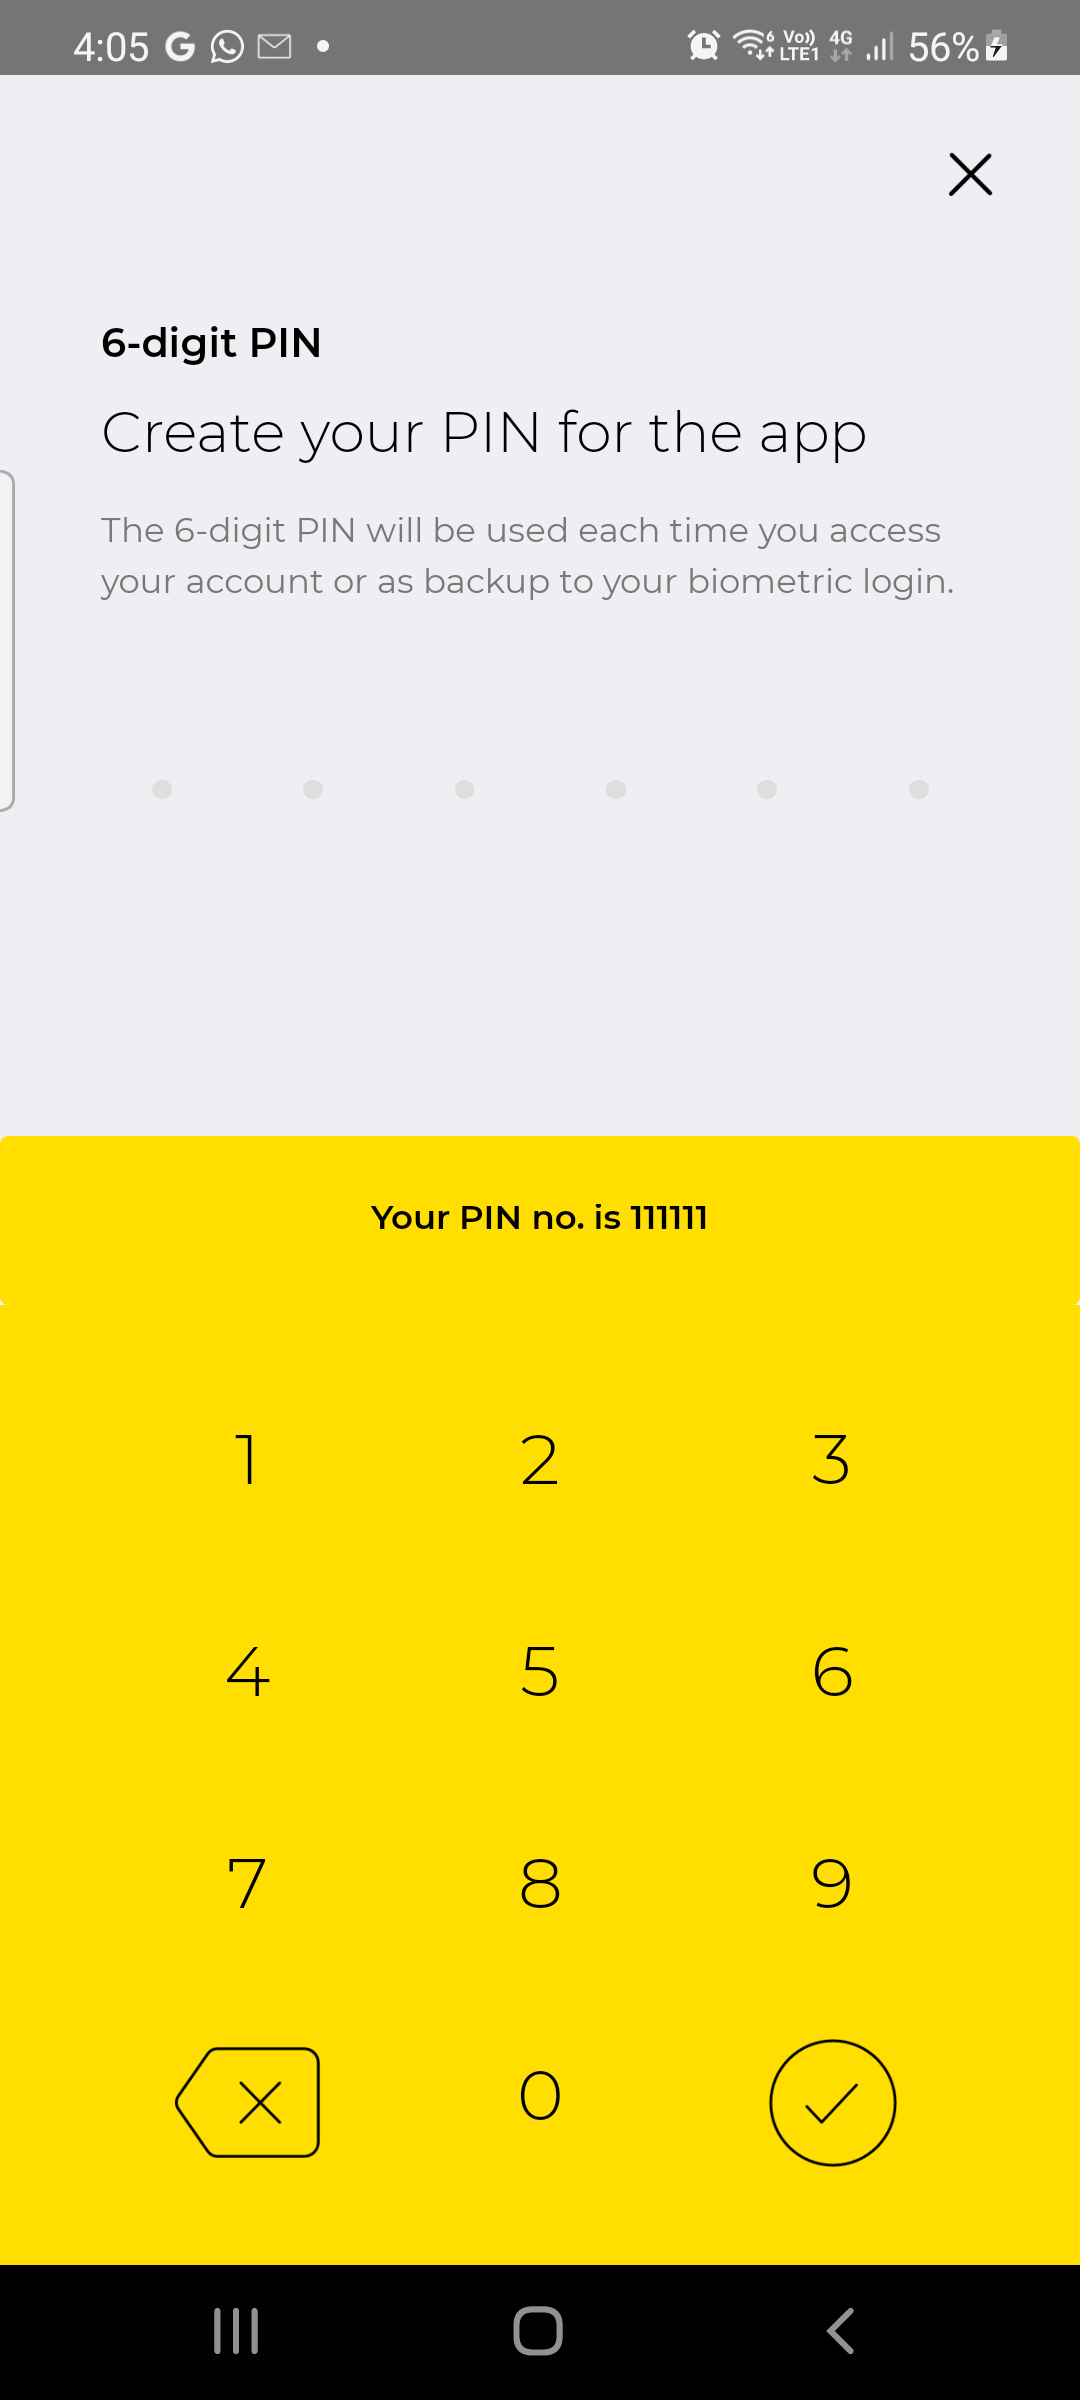 4:05 G 6 Vo)) LTE1 4G 56%
6-digit PIN
Create your PIN for the app
The 6-digit PIN will be used each time you access
your account or as backup to your biometric login.
Your PIN no. is 111111
1 2 3
4 5 6
7 8 9
0